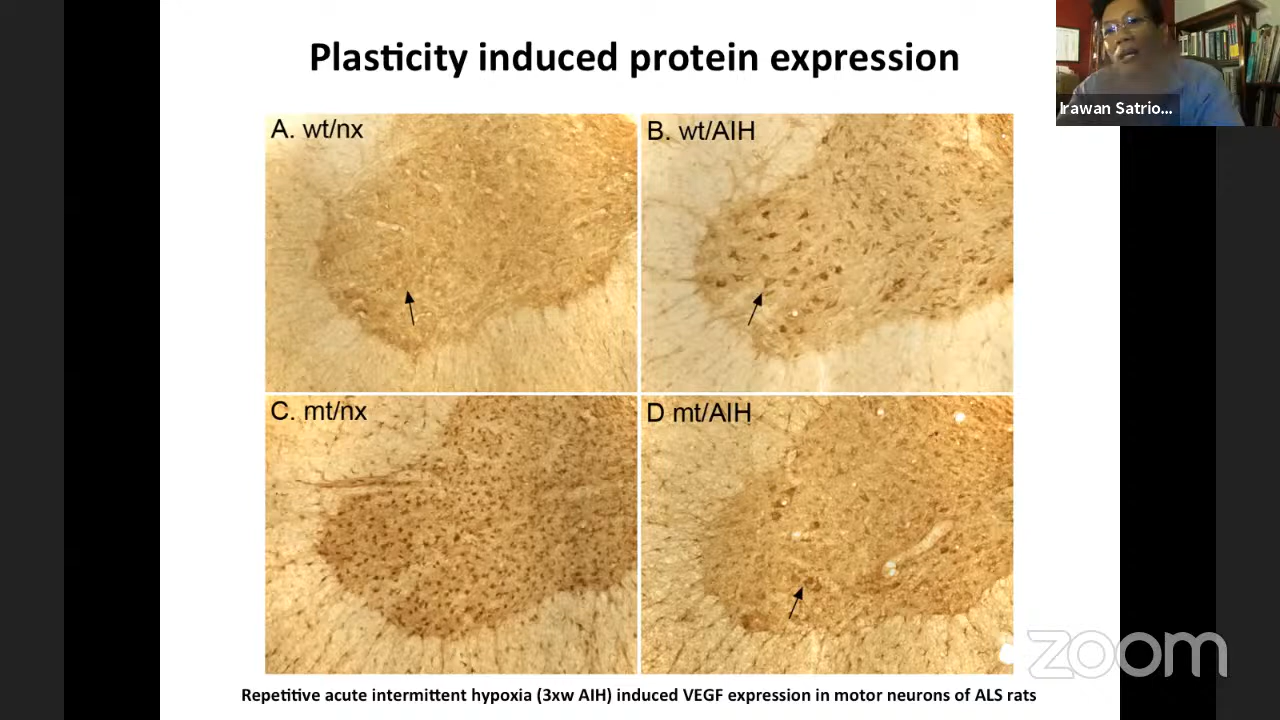 Plasticity induced protein expression
Irawan Satrio...
A. wt/nx
B. wt/AIH
C. mt/nx
D mt/AIH
Repetitive acute intermittent hypoxia (3xw AIH) induced VEGF expression in motor neurons of ALS rats
zoom